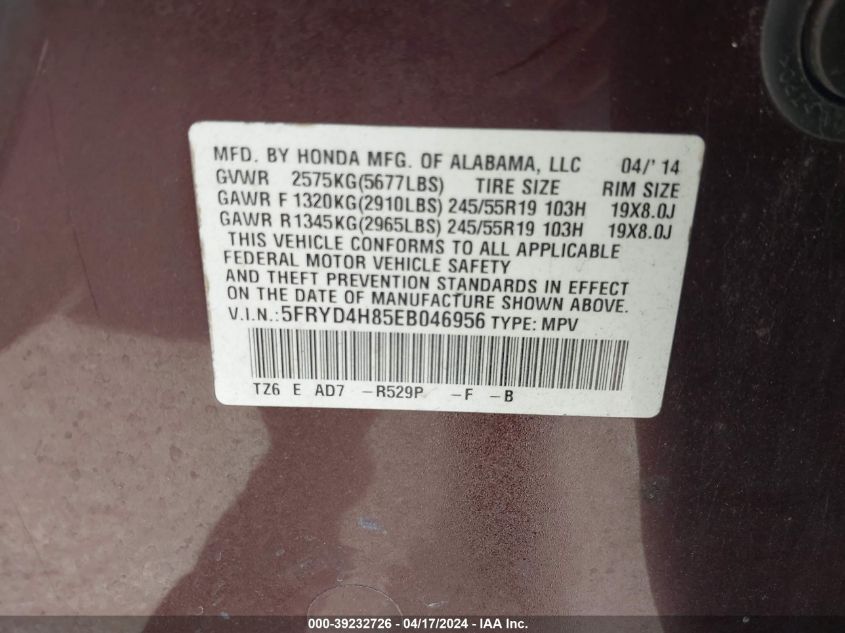 MFD. BY HONDA MFG. OF ALABAMA, LLC 04/' 14
GVWR 2575KG(5677LBS) TIRE SIZE RIM SIZE
GAWR F 1320KG(2910LBS) 245/55R19 103H 19X8.0J
GAWR R1345KG(2965LBS) 245/55R19 103H 19X8.0J
THIS VEHICLE CONFORMS TO ALL APPLICABLE
FEDERAL MOTOR VEHICLE SAFETY
AND THEFT PREVENTION STANDARDS IN EFFECT
ON THE DATE OF MANUFACTURE SHOWN ABOVE.
V.I.N.: 5FRYD4H85EB046956 TYPE: MPV
TZ6 E AD7 -R529P -F -B
000-39232726 - 04/17/2024 - IAA Inc.